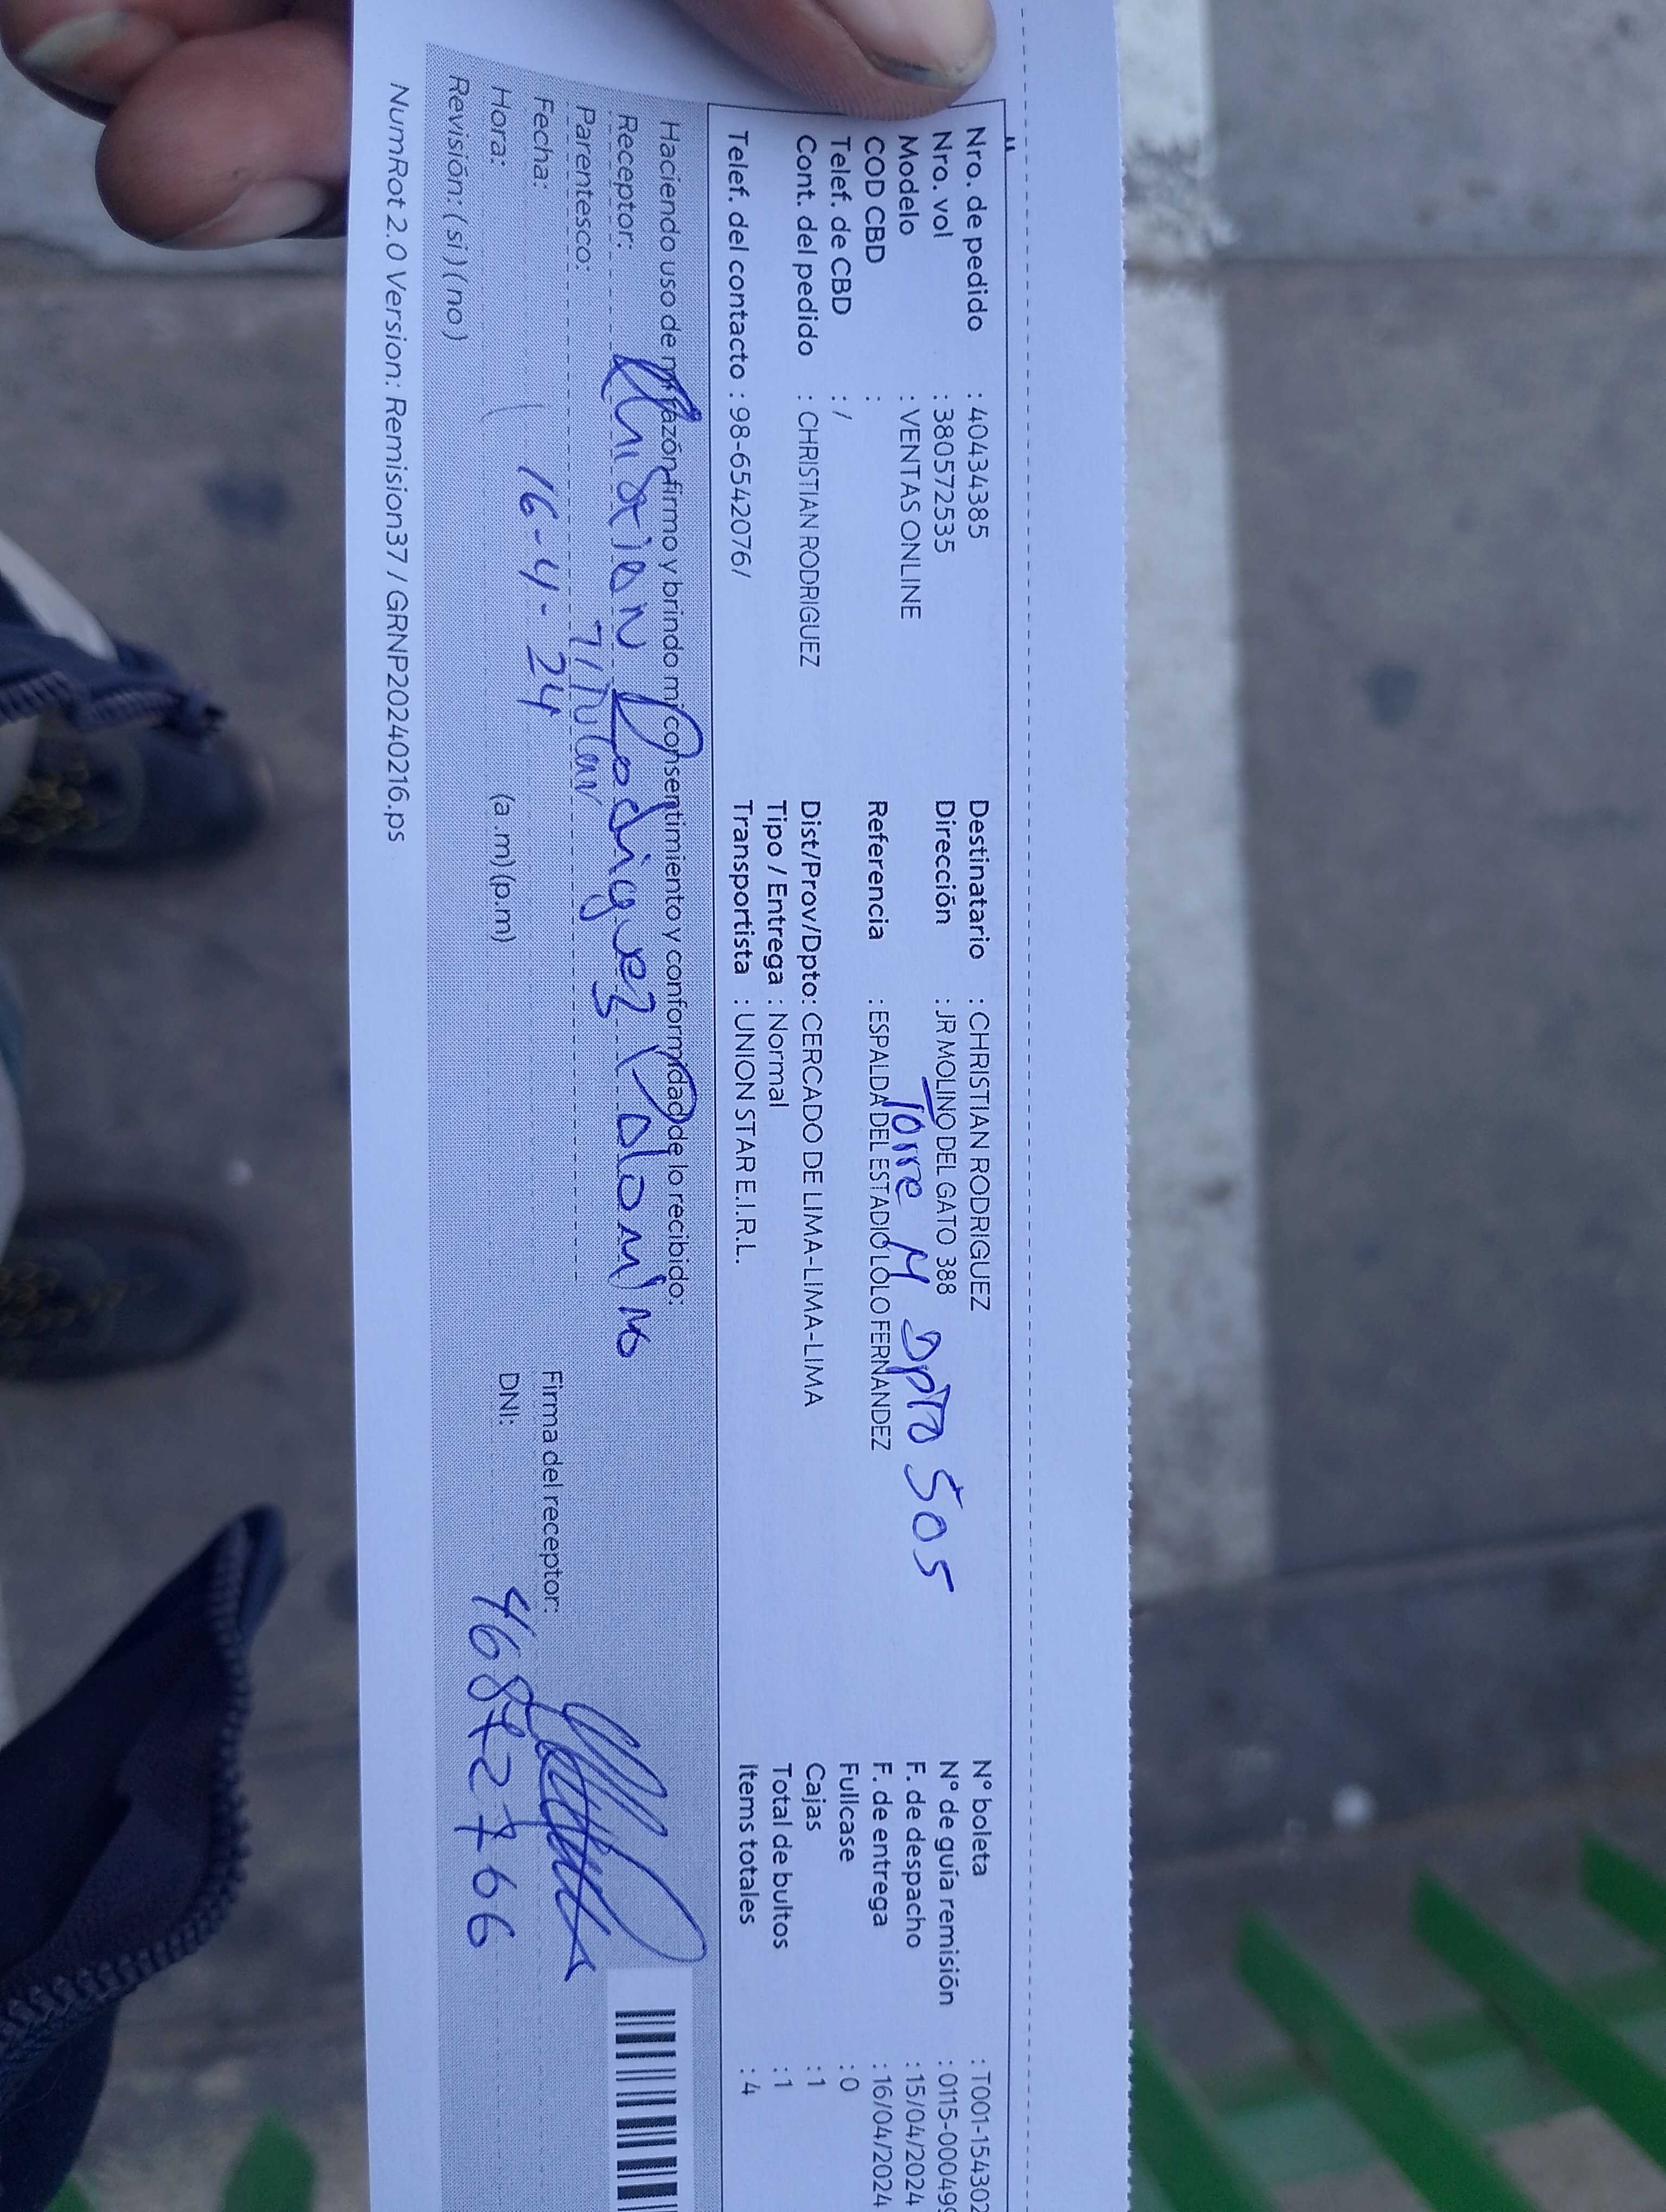 Nro. de pedido : 40434385
Nro. vol : 380572535
Modelo : VENTAS ONLINE
COD CBD :
Telef. de CBD : /
Cont. del pedido : CHRISTIAN RODRIGUEZ
Telef. del contacto : 98-6542076/
Destinatario : CHRISTIAN RODRIGUEZ
Dirección : JR MOLINO DEL GATO 388
Torre M Dpto 505
Referencia : ESPALDA DEL ESTADIO LOLO FERNANDEZ
Dist/Prov/Dpto: CERCADO DE LIMA-LIMA-LIMA
Tipo / Entrega : Normal
Transportista : UNION STAR E.I.R.L.
N° boleta : T001-154302
N° de guía remisión : 0115-000499
F. de despacho : 15/04/2024
F. de entrega : 16/04/2024
Fullcase : 0
Cajas : 1
Total de bultos : 1
Items totales : 4
Haciendo uso de mi razón firmo y brindo mi consentimiento y conformidad de lo recibido:
Receptor: Christian Rodriguez Palomino
Parentesco: Titular
Fecha: 16-4-24
Hora: (a.m)(p.m)
Revisión: (si)(no)
Firma del receptor:
DNI: 46872766
NumRot 2.0 Version: Remision37 / GRNP20240216.ps